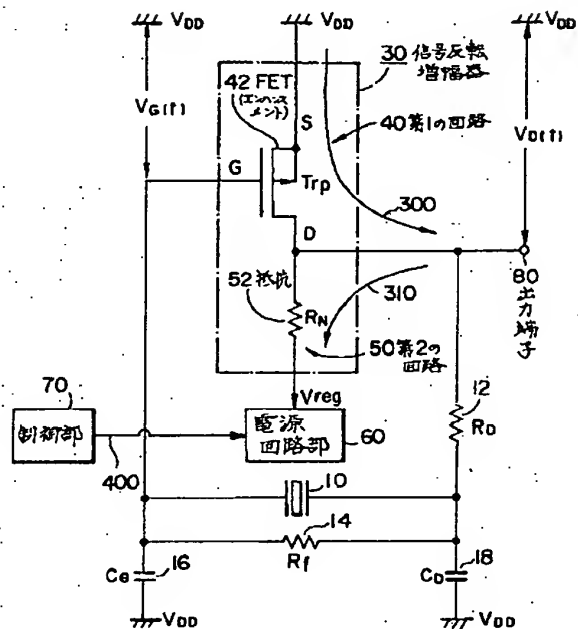 VDD
VDD
VDD
30 信号反転
増幅器
42 FET
(エンハンス
メント)
VG(t)
S
40 第1の回路
VD(t)
G
Trp
300
D
80
出力端子
52 抵抗
310
RN
50 第2の
回路
12
70
Vreg
RD
制御部
電源
回路部
60
400
10
14
16
Rf
18
CG
CD
VDD
VDD